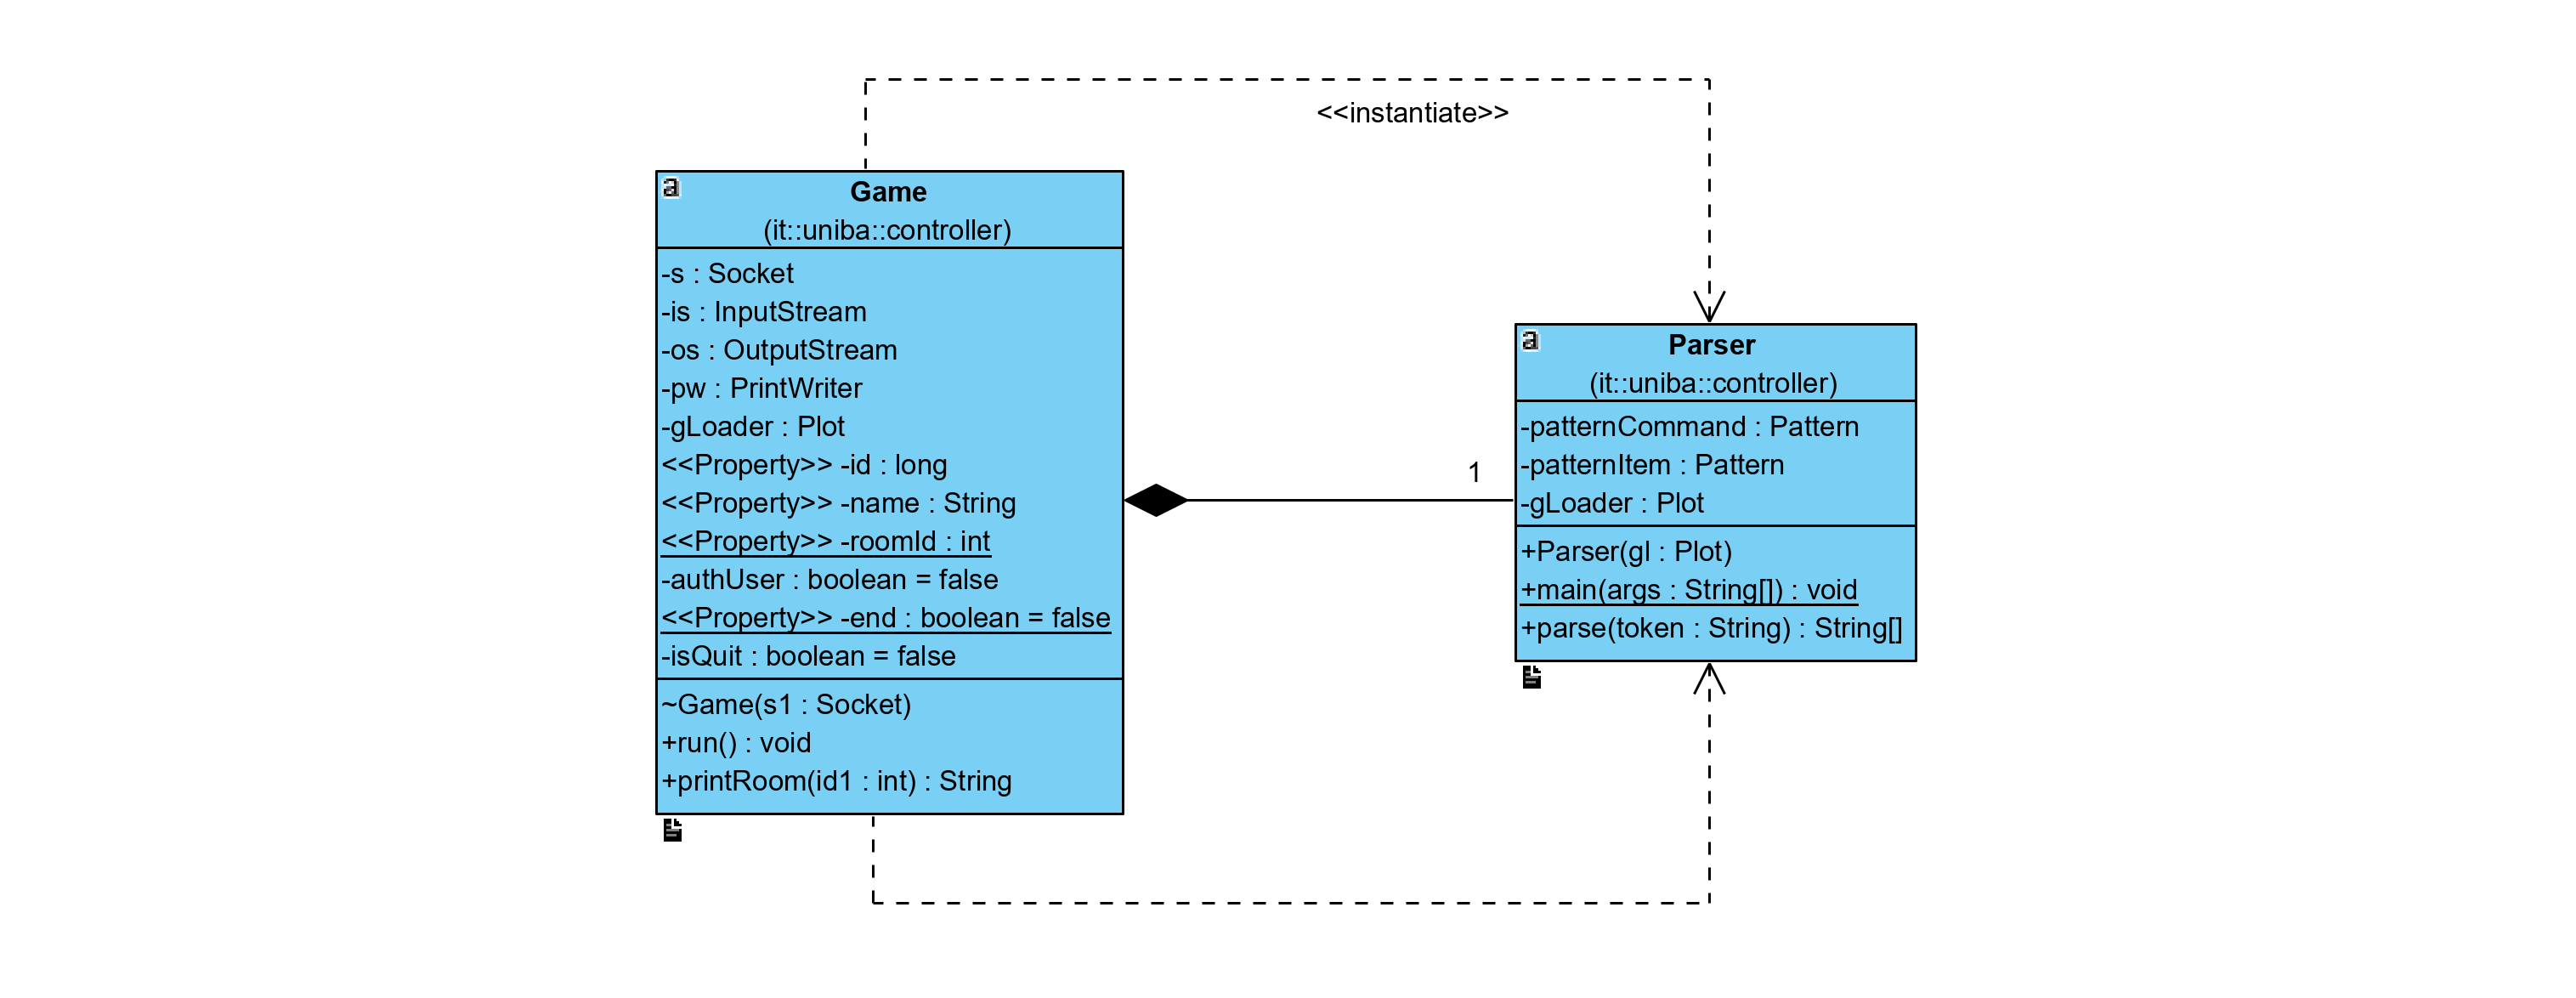 <<instantiate>>
Game
(it::uniba::controller)
-s : Socket
-is : InputStream
-os : OutputStream
-pw : PrintWriter
-gLoader : Plot
<<Property>> -id : long
<<Property>> -name : String
<<Property>> -roomId : int
-authUser : boolean = false
<<Property>> -end : boolean = false
-isQuit : boolean = false
~Game(s1 : Socket)
+run() : void
+printRoom(id1 : int) : String
1
Parser
(it::uniba::controller)
-patternCommand : Pattern
-patternItem : Pattern
-gLoader : Plot
+Parser(gl : Plot)
+main(args : String[]) : void
+parse(token : String) : String[]